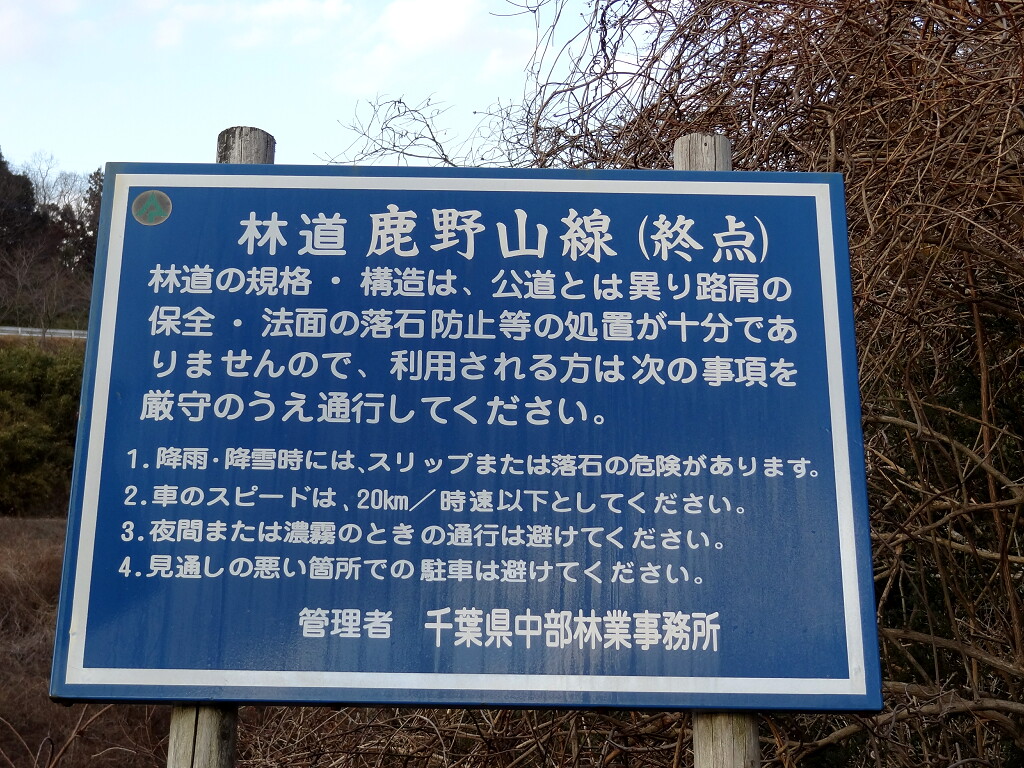 林道 鹿野山線(終点)
林道の規格・構造は、公道とは異り路肩の
保全・法面の落石防止等の処置が十分であ
りませんので、利用される方は次の事項を
厳守のうえ通行してください。
1.降雨・降雪時には、スリップまたは落石の危険があります。
2.車のスピードは、20km/時速以下としてください。
3.夜間または濃霧のときの通行は避けてください。
4.見通しの悪い箇所での駐車は避けてください。
管理者 千葉県中部林業事務所